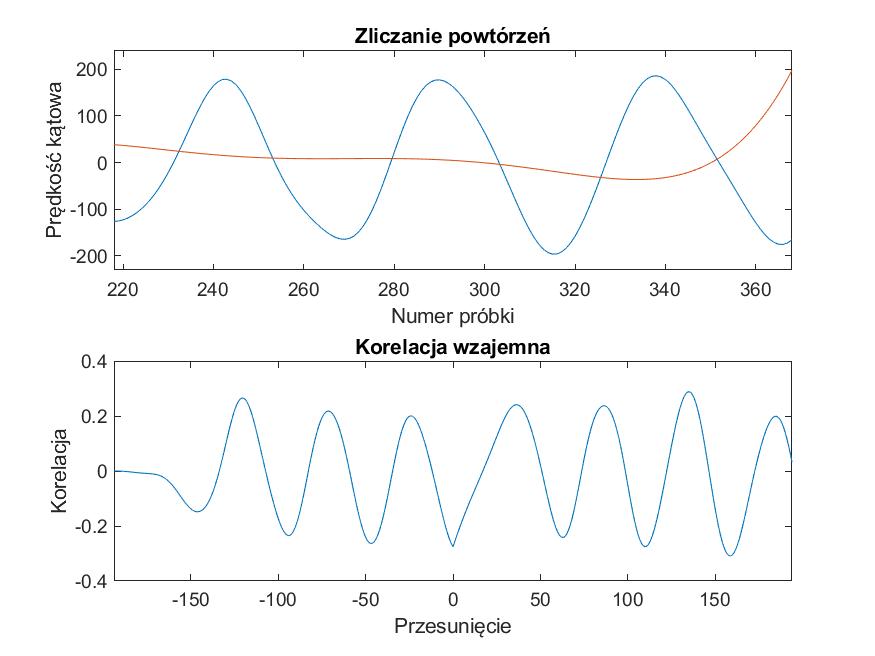 Zliczanie powtórzeń
200
100
0
-100
-200
Prędkość kątowa
220 240 260 280 300 320 340 360
Numer próbki
Korelacja wzajemna
0.4
0.2
0
-0.2
-0.4
Korelacja
-150 -100 -50 0 50 100 150
Przesunięcie